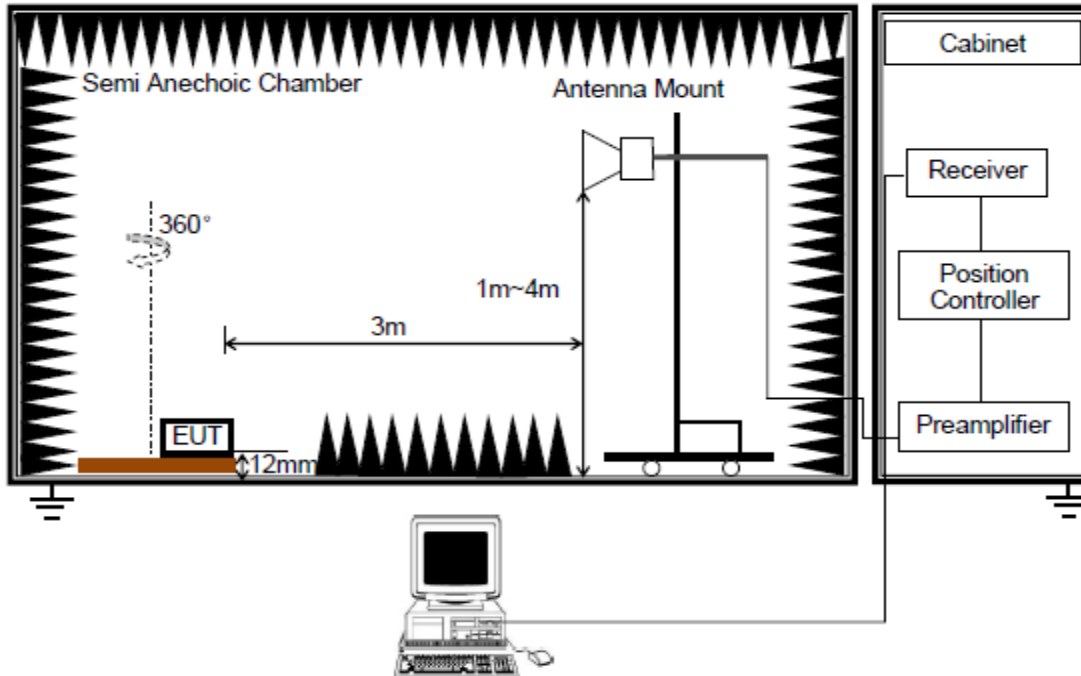 Cabinet
Semi Anechoic Chamber
Antenna Mount
Receiver
360°
1m~4m
Position
Controller
3m
EUT
12mm
Preamplifier